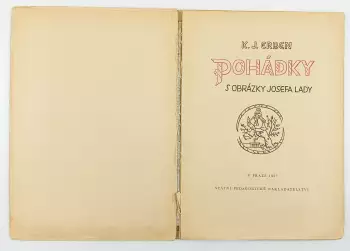 K. J. ERBEN
POHÁDKY
S OBRÁZKY JOSEFA LADY
V PRAZE
STÁTNÍ PEDAGOGICKÉ NAKLADATELSTVÍ